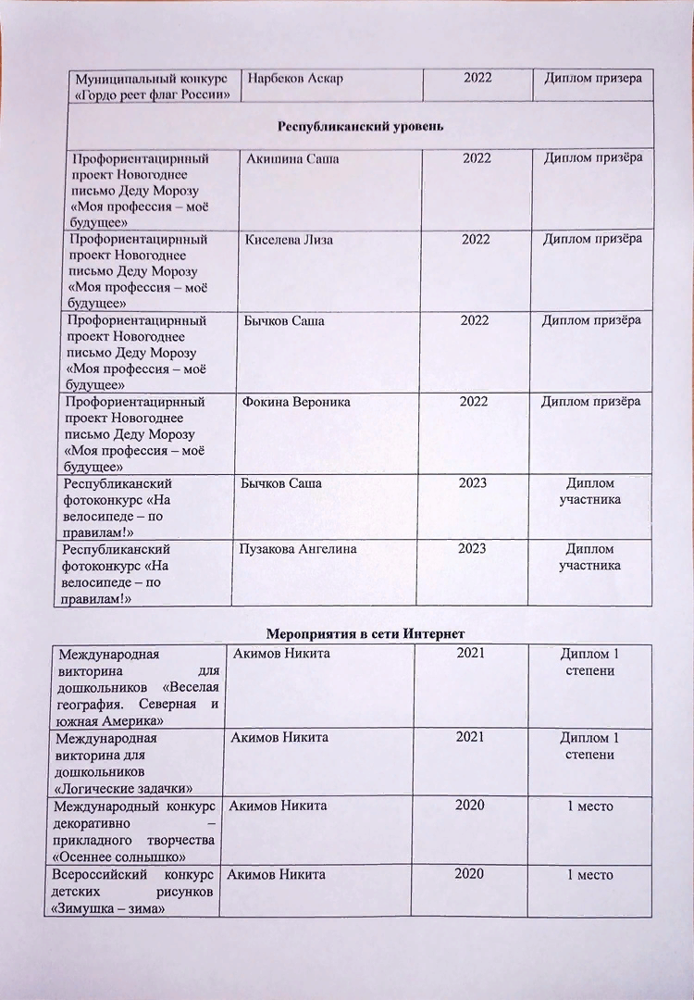 Муниципальный конкурс Нарбеков Аскар 2022 Диплом призера
«Гордо реет флаг России»
Республиканский уровень
Профориентацирнный Акишина Саша 2022 Диплом призёра
проект Новогоднее
письмо Деду Морозу
«Моя профессия – моё
будущее»
Профориентацирнный Киселева Лиза 2022 Диплом призёра
проект Новогоднее
письмо Деду Морозу
«Моя профессия – моё
будущее»
Профориентацирнный Бычков Саша 2022 Диплом призёра
проект Новогоднее
письмо Деду Морозу
«Моя профессия – моё
будущее»
Профориентацирнный Фокина Вероника 2022 Диплом призёра
проект Новогоднее
письмо Деду Морозу
«Моя профессия – моё
будущее»
Республиканский Бычков Саша 2023 Диплом
фотоконкурс «На участника
велосипеде – по
правилам!»
Республиканский Пузакова Ангелина 2023 Диплом
фотоконкурс «На участника
велосипеде – по
правилам!»
Мероприятия в сети Интернет
Международная Акимов Никита 2021 Диплом 1
викторина для степени
дошкольников «Веселая
география. Северная и
южная Америка»
Международная Акимов Никита 2021 Диплом 1
викторина для степени
дошкольников
«Логические задачки»
Международный конкурс Акимов Никита 2020 1 место
декоративно –
прикладного творчества
«Осеннее солнышко»
Всероссийский конкурс Акимов Никита 2020 1 место
детских рисунков
«Зимушка – зима»